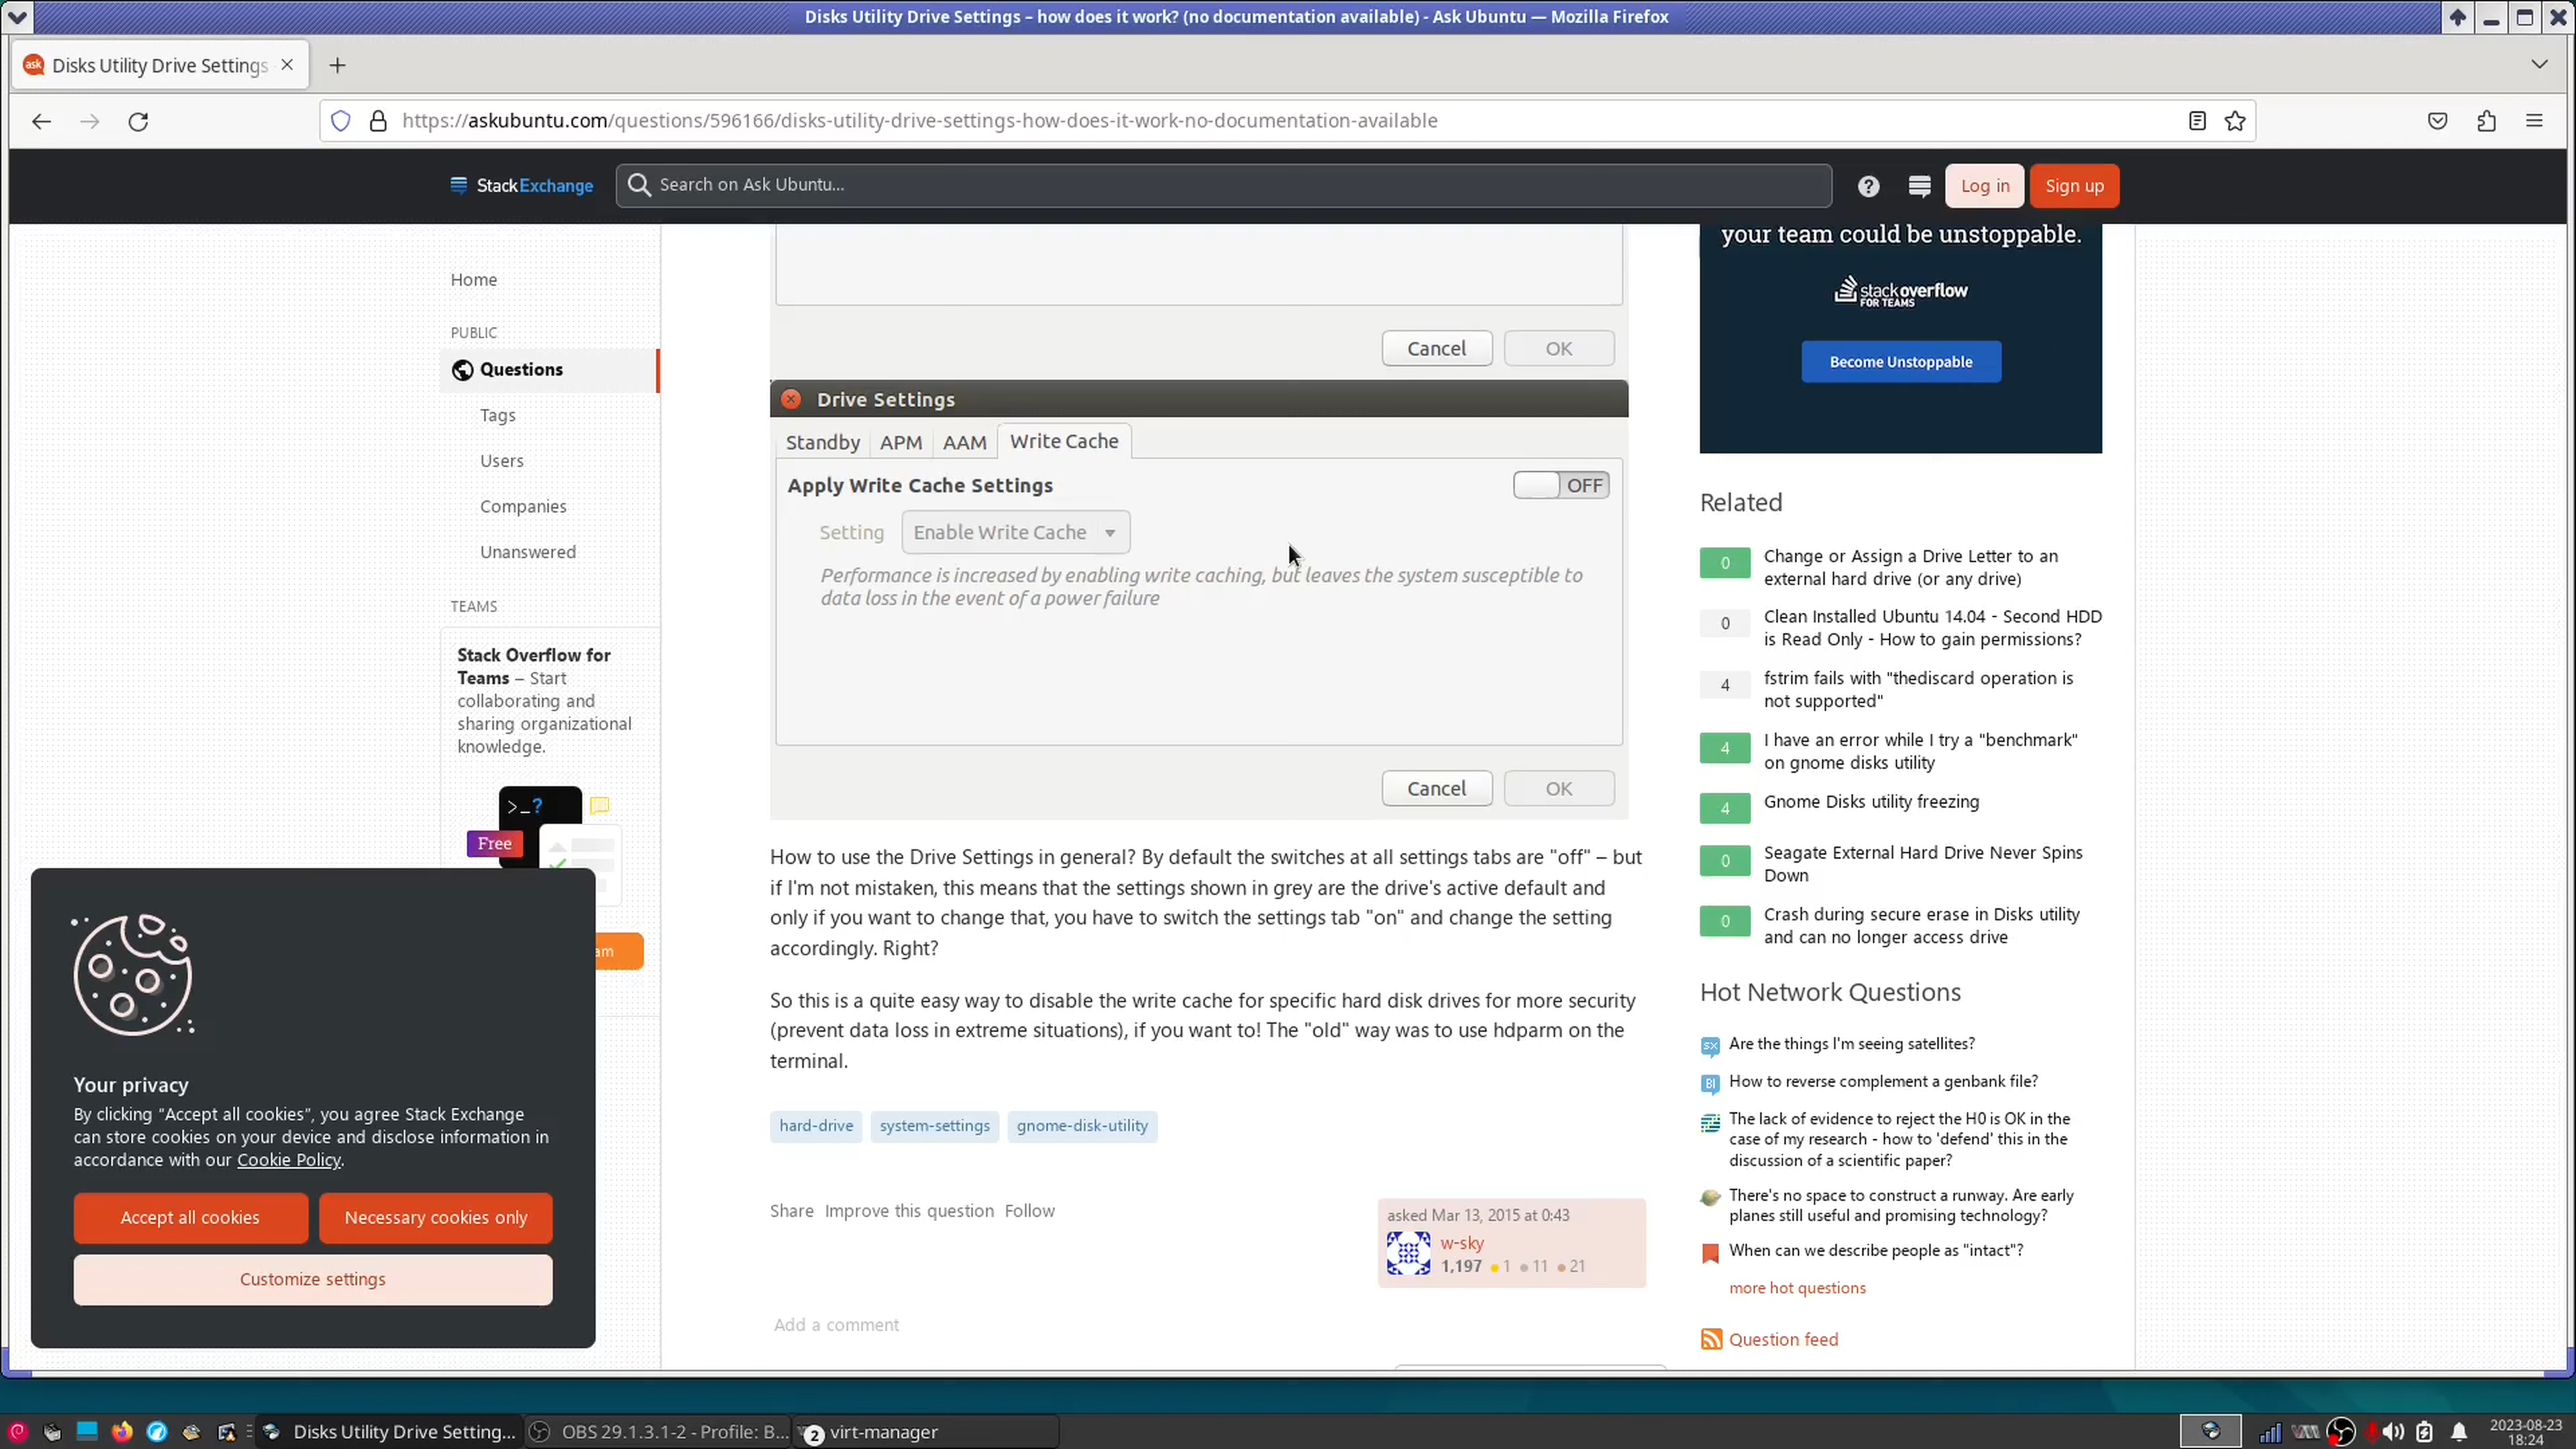 Disks Utility Drive Settings – how does it work? (no documentation available) - Ask Ubuntu — Mozilla Firefox
Disks Utility Drive Settings
https://askubuntu.com/questions/596166/disks-utility-drive-settings-how-does-it-work-no-documentation-available
StackExchange
Search on Ask Ubuntu...
Log in
Sign up
Home
PUBLIC
Questions
Tags
Users
Companies
Unanswered
TEAMS
Stack Overflow for
Teams – Start
collaborating and
sharing organizational
knowledge.
>_?
Free
am
Cancel
OK
Drive Settings
Standby
APM
AAM
Write Cache
Apply Write Cache Settings
OFF
Setting
Enable Write Cache
Performance is increased by enabling write caching, but leaves the system susceptible to
data loss in the event of a power failure
Cancel
OK
How to use the Drive Settings in general? By default the switches at all settings tabs are "off" – but
if I'm not mistaken, this means that the settings shown in grey are the drive's active default and
only if you want to change that, you have to switch the settings tab "on" and change the setting
accordingly. Right?
So this is a quite easy way to disable the write cache for specific hard disk drives for more security
(prevent data loss in extreme situations), if you want to! The "old" way was to use hdparm on the
terminal.
hard-drive
system-settings
gnome-disk-utility
Share Improve this question Follow
asked Mar 13, 2015 at 0:43
w-sky
1,197 1 11 21
Add a comment
your team could be unstoppable.
stackoverflow
FOR TEAMS
Become Unstoppable
Related
0 Change or Assign a Drive Letter to an
external hard drive (or any drive)
0 Clean Installed Ubuntu 14.04 - Second HDD
is Read Only - How to gain permissions?
4 fstrim fails with "thediscard operation is
not supported"
4 I have an error while I try a "benchmark"
on gnome disks utility
4 Gnome Disks utility freezing
0 Seagate External Hard Drive Never Spins
Down
0 Crash during secure erase in Disks utility
and can no longer access drive
Hot Network Questions
Are the things I'm seeing satellites?
How to reverse complement a genbank file?
The lack of evidence to reject the H0 is OK in the
case of my research - how to 'defend' this in the
discussion of a scientific paper?
There's no space to construct a runway. Are early
planes still useful and promising technology?
When can we describe people as "intact"?
more hot questions
Question feed
Your privacy
By clicking “Accept all cookies”, you agree Stack Exchange
can store cookies on your device and disclose information in
accordance with our Cookie Policy.
Accept all cookies
Necessary cookies only
Customize settings
Disks Utility Drive Setting...
OBS 29.1.3.1-2 - Profile: B...
2 virt-manager
2023-08-23
18:24